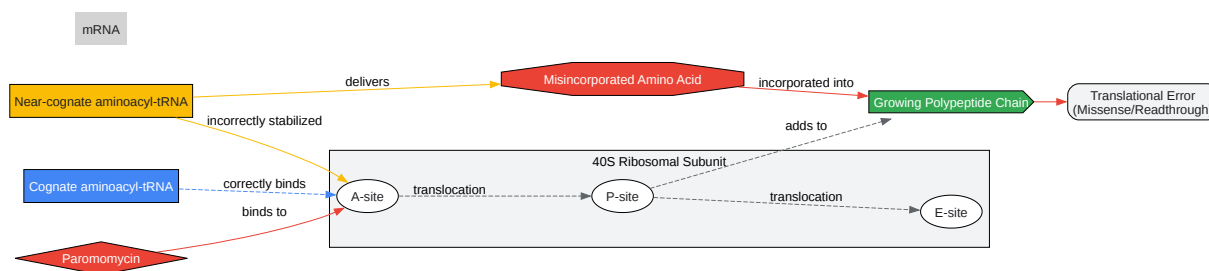 mRNA
Near-cognate aminoacyl-tRNA
delivers
Misincorporated Amino Acid
incorporated into
Growing Polypeptide Chain
Translational Error
(Missense/Readthrough
incorrectly stabilized
adds to
40S Ribosomal Subunit
Cognate aminoacyl-tRNA
correctly binds
A-site
translocation
P-site
translocation
E-site
binds to
Paromomycin